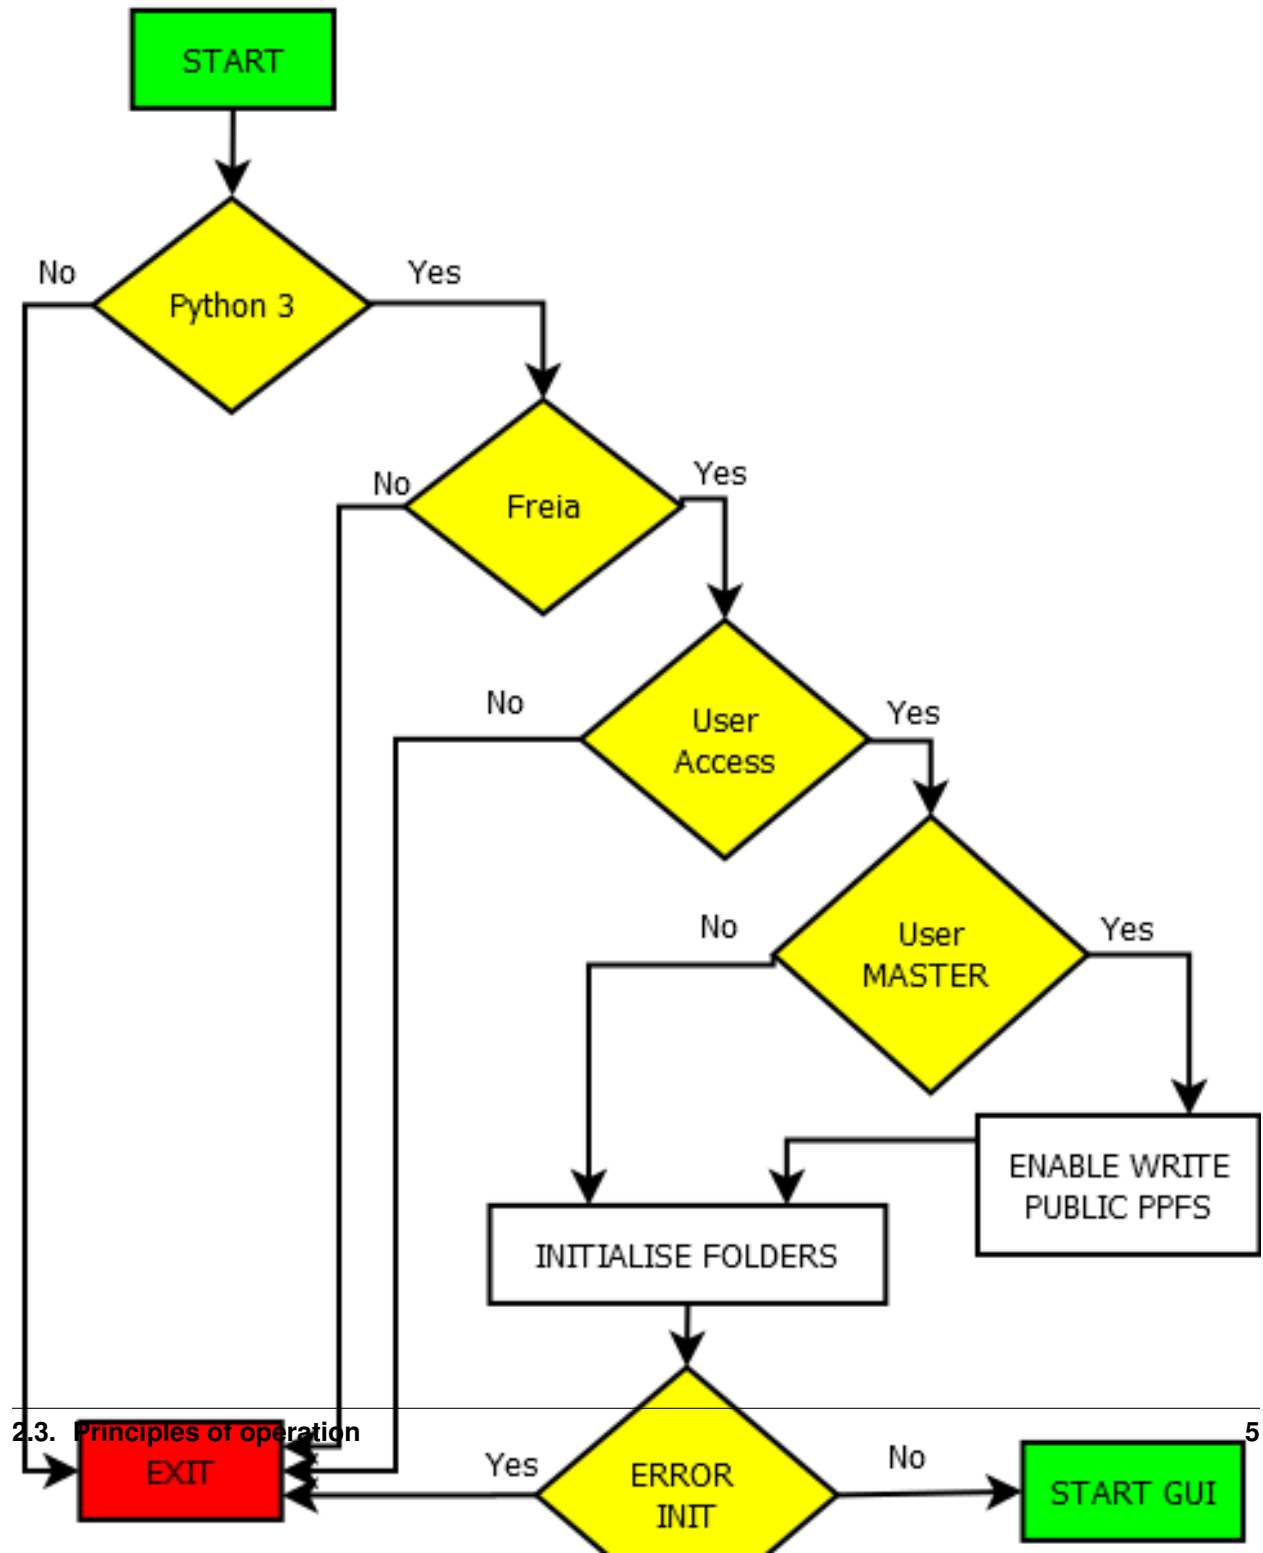 START
No
Yes
Python 3
No
Yes
Freia
No
Yes
User
Access
No
Yes
User
MASTER
ENABLE WRITE
PUBLIC PPFS
INITIALISE FOLDERS
2.3. Principles of operation 5
EXIT
Yes
No
ERROR
INIT
START GUI